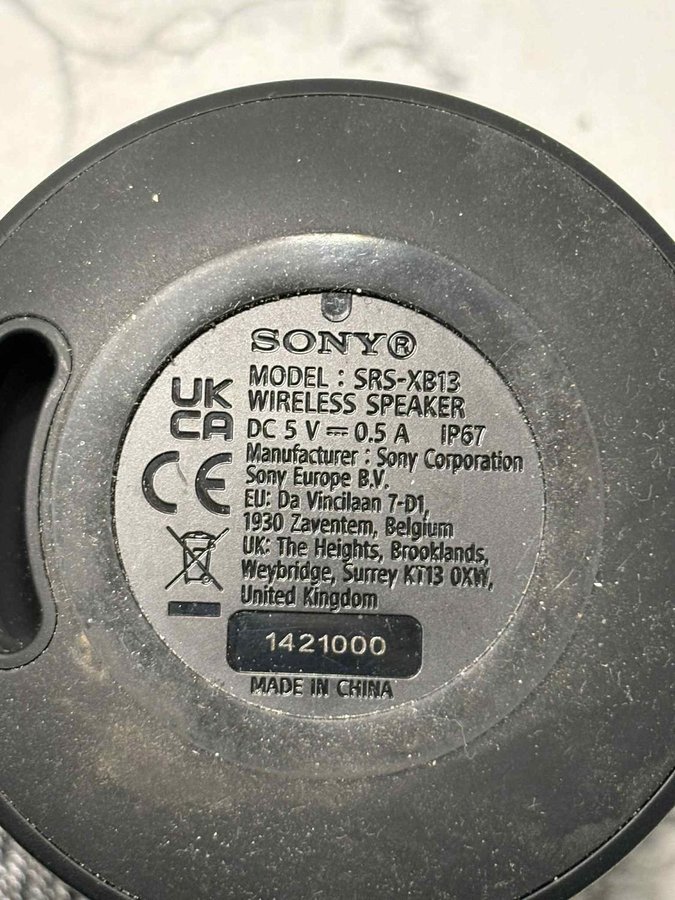 SONY®
MODEL : SRS-XB13
WIRELESS SPEAKER
DC 5 V ⎓ 0.5 A IP67
Manufacturer : Sony Corporation
Sony Europe B.V.
EU: Da Vincilaan 7-D1,
1930 Zaventem, Belgium
UK: The Heights, Brooklands,
Weybridge, Surrey KT13 0XW,
United Kingdom
UK
CA
CE
1421000
MADE IN CHINA